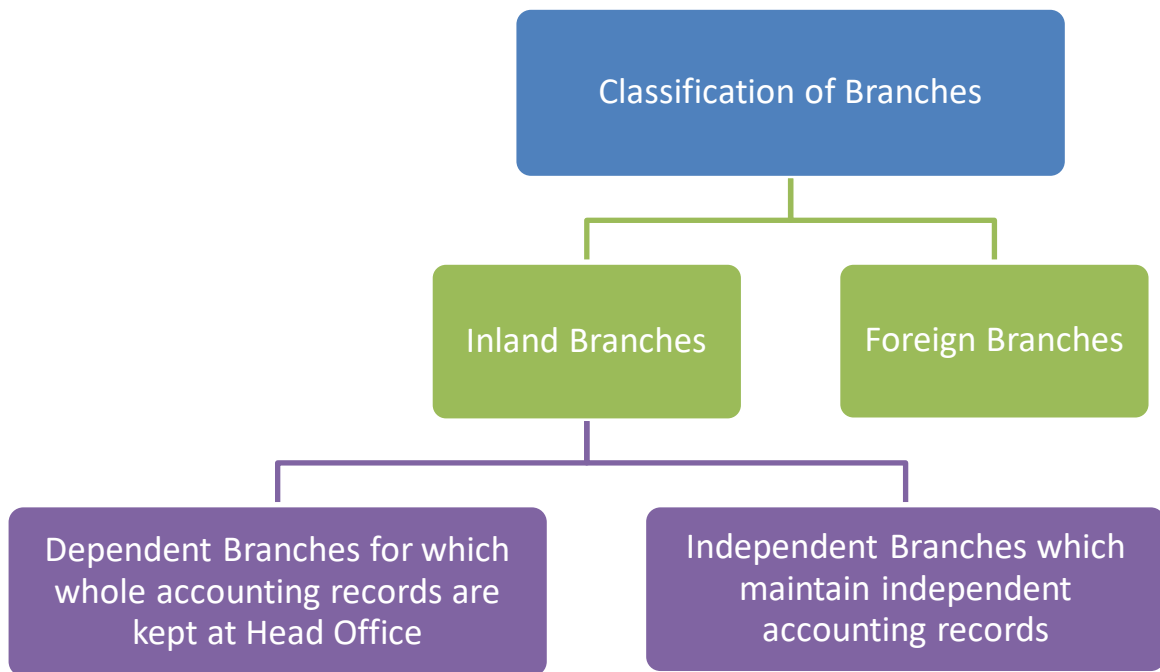 Classification of Branches
Inland Branches
Foreign Branches
Dependent Branches for which
whole accounting records are
kept at Head Office
Independent Branches which
maintain independent
accounting records